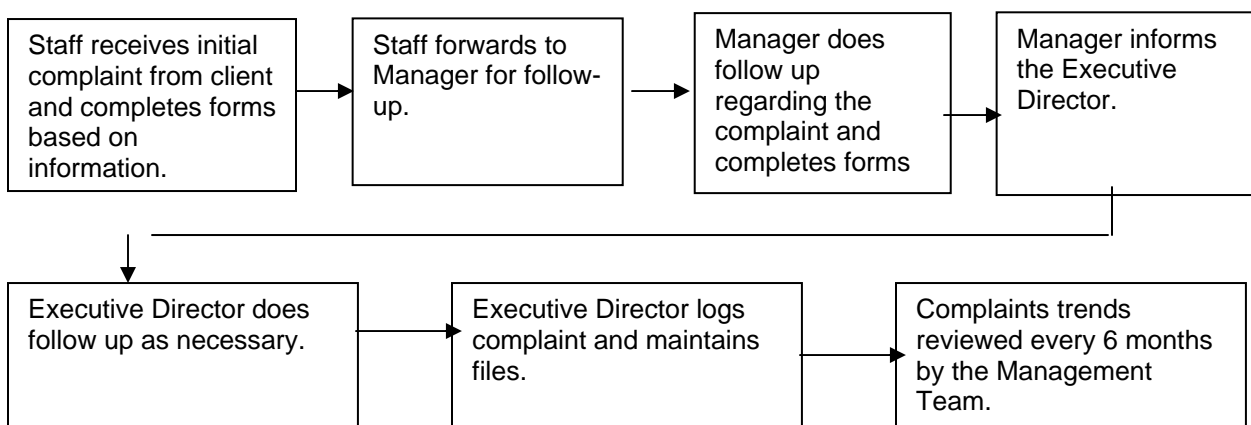 Staff receives initial
complaint from client
and completes forms
based on
information.
Staff forwards to
Manager for follow-
up.
Manager does
follow up
regarding the
complaint and
completes forms
Manager informs
the Executive
Director.
Executive Director does
follow up as necessary.
Executive Director logs
complaint and maintains
files.
Complaints trends
reviewed every 6 months
by the Management
Team.